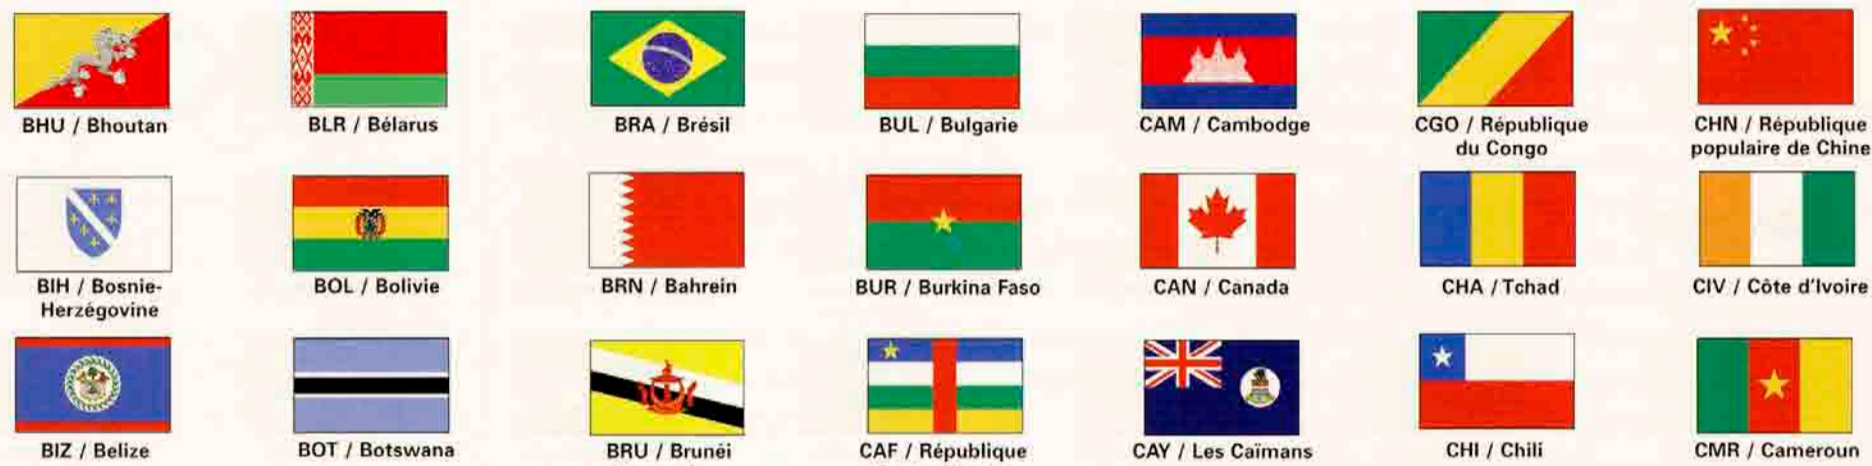 BHU / Bhoutan
BLR / Bélarus
BRA / Brésil
BUL / Bulgarie
CAM / Cambodge
CGO / République
du Congo
CHN / République
populaire de Chine
BIH / Bosnie-
Herzégovine
BOL / Bolivie
BRN / Bahrein
BUR / Burkina Faso
CAN / Canada
CHA / Tchad
CIV / Côte d'Ivoire
BIZ / Belize
BOT / Botswana
BRU / Brunéi
CAF / République
CAY / Les Caïmans
CHI / Chili
CMR / Cameroun